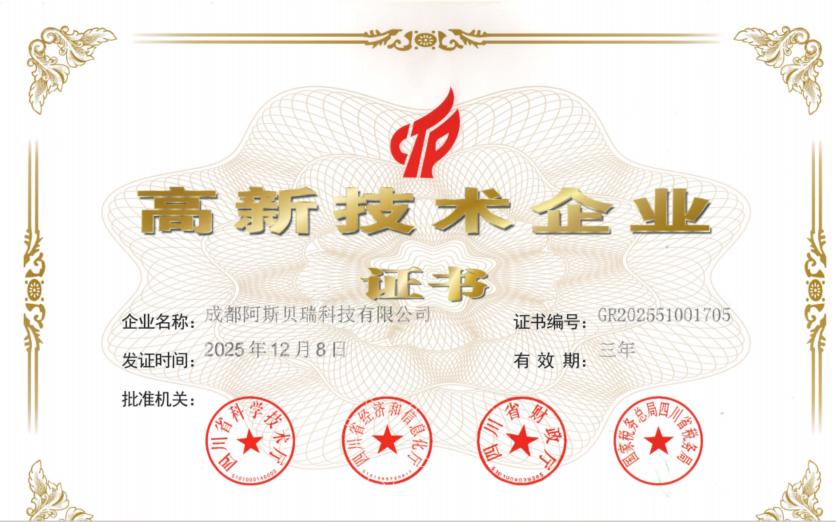 高新技术企业
证书
企业名称：成都阿斯贝瑞科技有限公司
证书编号：GR202551001705
发证时间：2025年12月8日
有效期：三年
批准机关：
四川省科学技术厅
四川省经济和信息化厅
四川省财政厅
国家税务总局四川省税务局